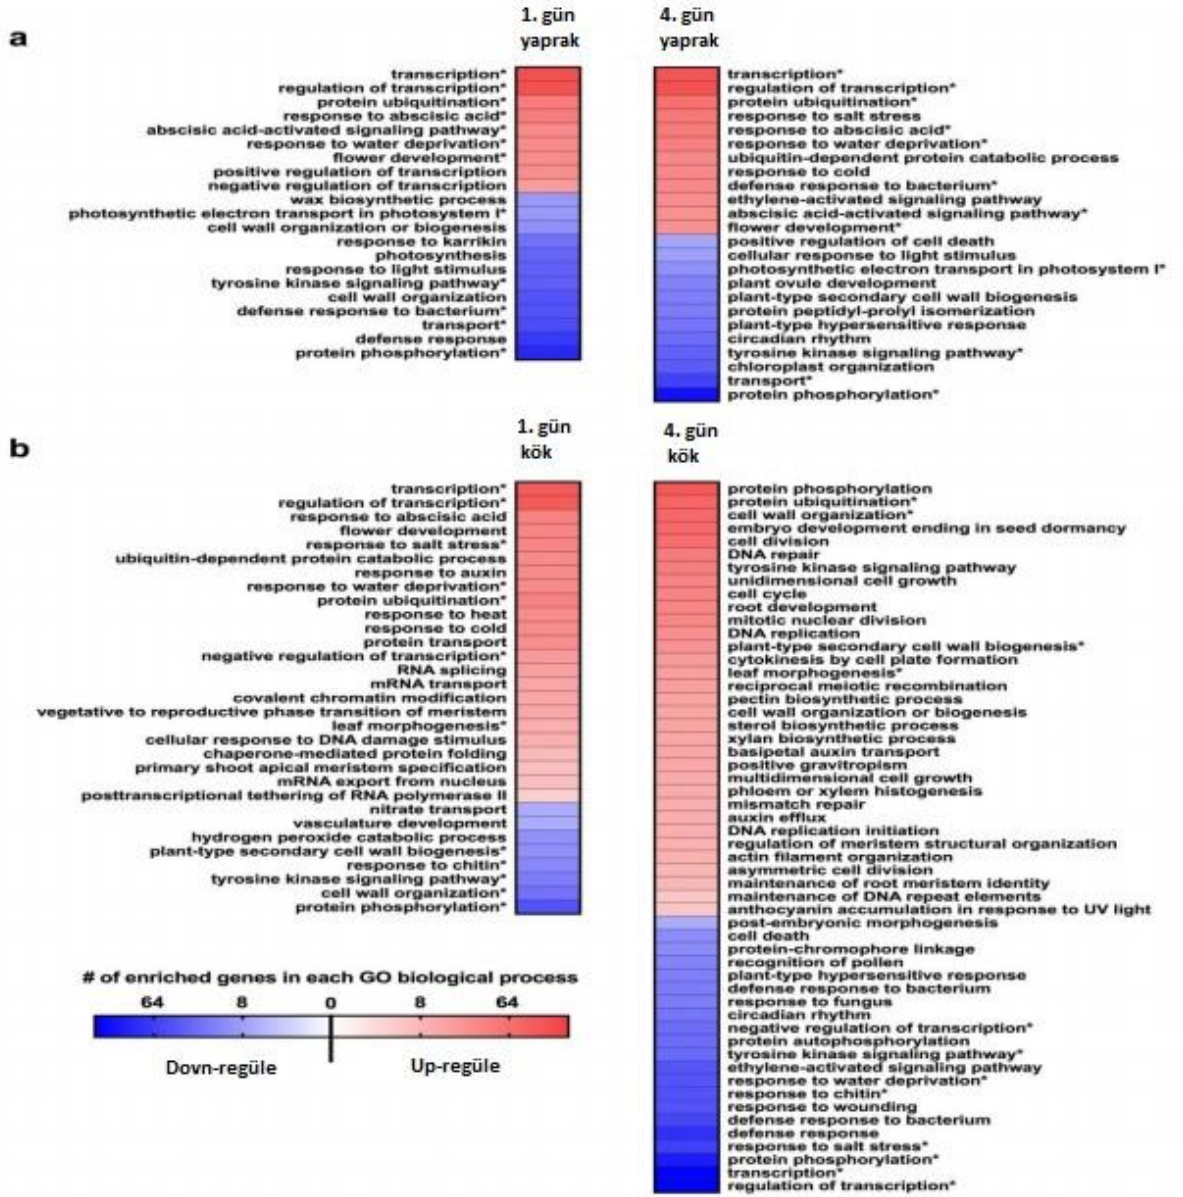 a
1. gün
yaprak
transcription*
regulation of transcription*
protein ubiquitination*
response to abscisic acid*
abscisic acid-activated signaling pathway*
response to water deprivation*
flower development*
positive regulation of transcription
negative regulation of transcription
wax biosynthetic process
photosynthetic electron transport in photosystem I*
cell wall organization or biogenesis
response to karrikin
photosynthesis
response to light stimulus
tyrosine kinase signaling pathway*
cell wall organization
defense response to bacterium*
transport*
defense response
protein phosphorylation*
4. gün
yaprak
transcription*
regulation of transcription*
protein ubiquitination*
response to salt stress
response to abscisic acid*
response to water deprivation*
ubiquitin-dependent protein catabolic process
response to cold
defense response to bacterium*
ethylene-activated signaling pathway
abscisic acid-activated signaling pathway*
flower development*
positive regulation of cell death
cellular response to light stimulus
photosynthetic electron transport in photosystem I*
plant ovule development
plant-type secondary cell wall biogenesis
protein peptidyl-prolyl isomerization
plant-type hypersensitive response
circadian rhythm
tyrosine kinase signaling pathway*
chloroplast organization
transport*
protein phosphorylation*
b
1. gün
kök
transcription*
regulation of transcription*
response to abscisic acid
flower development
response to salt stress*
ubiquitin-dependent protein catabolic process
response to auxin
response to water deprivation*
protein ubiquitination*
response to heat
response to cold
protein transport
negative regulation of transcription*
RNA splicing
mRNA transport
covalent chromatin modification
vegetative to reproductive phase transition of meristem
leaf morphogenesis*
cellular response to DNA damage stimulus
chaperone-mediated protein folding
primary shoot apical meristem specification
mRNA export from nucleus
posttranscriptional tethering of RNA polymerase II
nitrate transport
vasculature development
hydrogen peroxide catabolic process
plant-type secondary cell wall biogenesis*
response to chitin*
tyrosine kinase signaling pathway*
cell wall organization*
protein phosphorylation*
4. gün
kök
protein phosphorylation
protein ubiquitination*
cell wall organization*
embryo development ending in seed dormancy
cell division
DNA repair
tyrosine kinase signaling pathway
unidimensional cell growth
cell cycle
root development
mitotic nuclear division
DNA replication
plant-type secondary cell wall biogenesis*
cytokinesis by cell plate formation
leaf morphogenesis*
reciprocal meiotic recombination
pectin biosynthetic process
cell wall organization or biogenesis
sterol biosynthetic process
xylan biosynthetic process
basipetal auxin transport
positive gravitropism
multidimensional cell growth
phloem or xylem histogenesis
mismatch repair
auxin efflux
DNA replication initiation
regulation of meristem structural organization
actin filament organization
asymmetric cell division
maintenance of root meristem identity
maintenance of DNA repeat elements
anthocyanin accumulation in response to UV light
post-embryonic morphogenesis
cell death
protein-chromophore linkage
recognition of pollen
plant-type hypersensitive response
defense response to bacterium
response to fungus
circadian rhythm
negative regulation of transcription*
protein autophosphorylation
tyrosine kinase signaling pathway*
ethylene-activated signaling pathway
response to water deprivation*
response to chitin*
response to wounding
defense response to bacterium
defense response
response to salt stress*
protein phosphorylation*
transcription*
regulation of transcription*
# of enriched genes in each GO biological process
64 8 0 8 64
Dovn-regüle Up-regüle